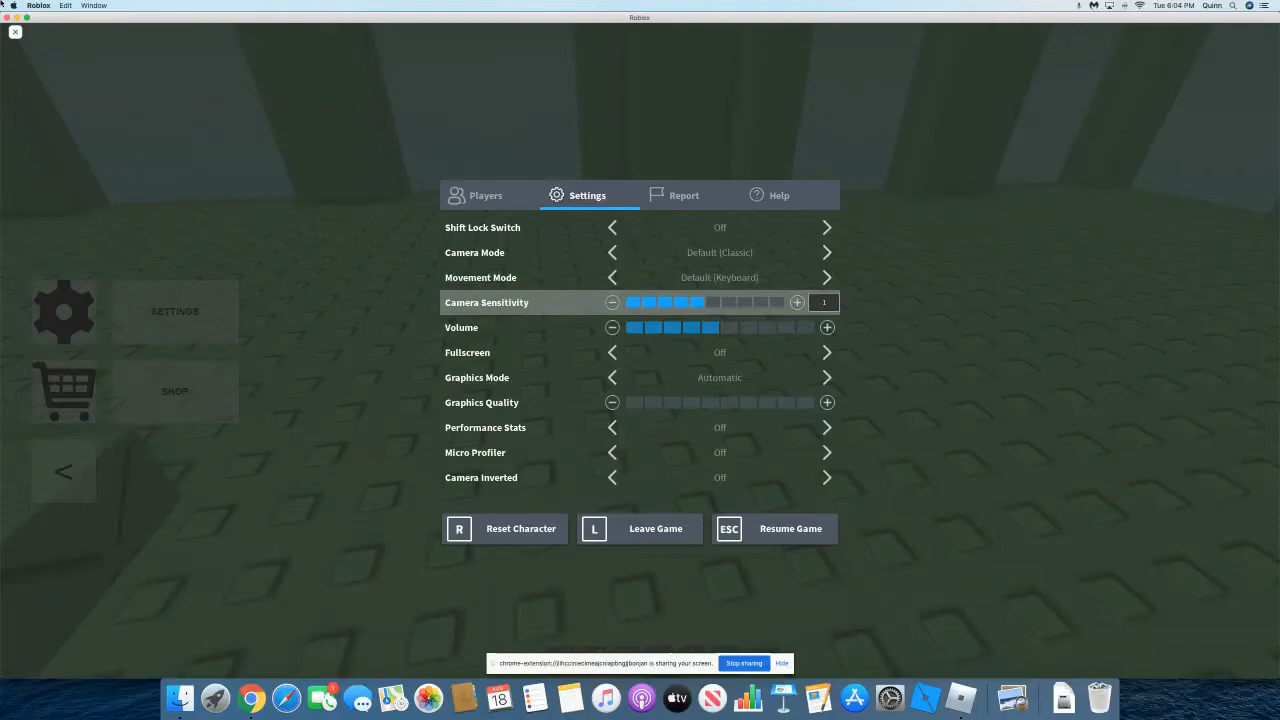 Roblox Edit Window Tue 6:04 PM Quinn
Roblox
Players Settings Report Help
Shift Lock Switch Off
Camera Mode Default (Classic)
Movement Mode Default (Keyboard)
Camera Sensitivity 1
Volume
Fullscreen Off
Graphics Mode Automatic
Graphics Quality
Performance Stats Off
Micro Profiler Off
Camera Inverted Off
SETTINGS
SHOP
<
R Reset Character L Leave Game ESC Resume Game
is sharing your screen. Stop sharing Hide
1
AUG
18
tv